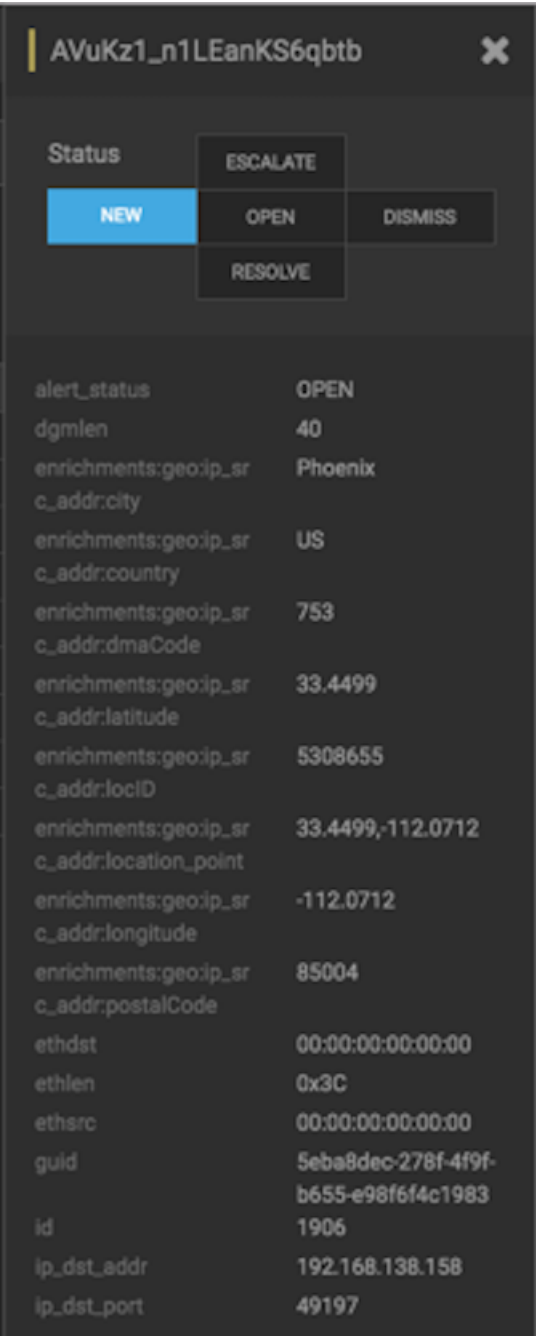 AVuKz1_n1LEanKS6qbtb ✖
Status
ESCALATE
NEW OPEN DISMISS
RESOLVE
alert_status OPEN
dgmlen 40
enrichments:geo:ip_sr Phoenix
c_addr:city
enrichments:geo:ip_sr US
c_addr:country
enrichments:geo:ip_sr 753
c_addr:dmaCode
enrichments:geo:ip_sr 33.4499
c_addr:latitude
enrichments:geo:ip_sr 5308655
c_addr:locID
enrichments:geo:ip_sr 33.4499,-112.0712
c_addr:location_point
enrichments:geo:ip_sr -112.0712
c_addr:longitude
enrichments:geo:ip_sr 85004
c_addr:postalCode
ethdst 00:00:00:00:00:00
ethlen 0x3C
ethsrc 00:00:00:00:00:00
guid 5eba8dec-278f-4f9f-
b655-e98f6f4c1983
id 1906
ip_dst_addr 192.168.138.158
ip_dst_port 49197